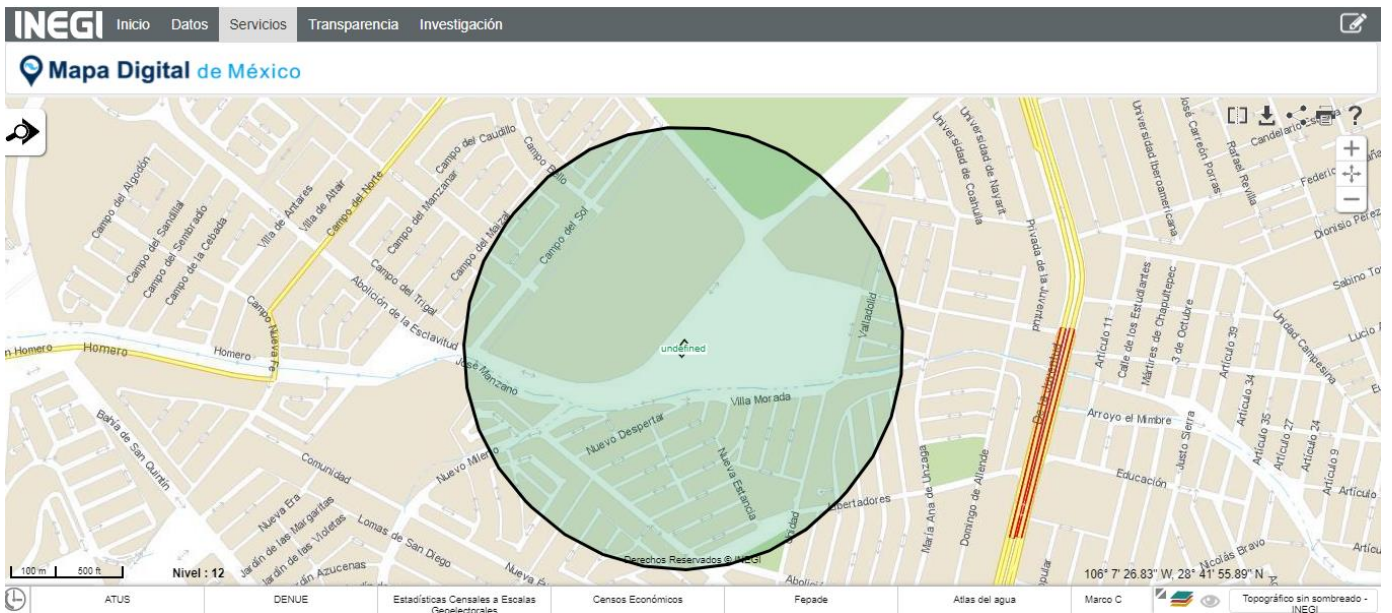 INEGI Inicio Datos Servicios Transparencia Investigación
Mapa Digital de México
Campo del Algodón
Campo del Sandillal
Campo del Sembradío
Campo de la Cebada
Villa de Antares
Villa de Altair
Campo del Norte
Campo del Caudillo
Campo del Manzanar
Campo del Maizal
Campo del Trigal
Campo Bello
Campo del Sol
Abolición de la Esclavitud
Campo Nueva Fe
Homero
Homero
n Homero
José Manzano
undefined
Valladolid
Villa Morada
Nuevo Despertar
Nueva Estancia
Nuevo Milenio
Bahía de San Quintín
Comunidad
Nueva Era
Jardín de las Margaritas
Jardín de las Violetas
Lomas de San Diego
Universidad de Coahuila
Universidad de Nayarit
Privada de la Juventud
De la Juventud
Universidad Iberoamericana
José Carreón Porras
Rafael Revilla
Dionisio Pérez
Unidad Campesina
Artículo 11
Calle de los Estudiantes
Mártires de Chapultepec
3 de Octubre
Artículo 39
Artículo 34
Artículo 35
Artículo 27
Artículo 24
Artículo 9
Artículo
Arroyo el Mimbre
Justo Sierra
Educación
María Ana de Unzaga
Domingo de Allende
Nicolás Bravo
Derechos Reservados © INEGI
100 m 500 ft
Nivel : 12
106° 7' 26.83" W, 28° 41' 55.89" N
ATUS DENUE Estadísticas Censales a Escalas Geoelectorales Censos Económicos Fepade Atlas del agua Marco C Topográfico sin sombreado - INEGI